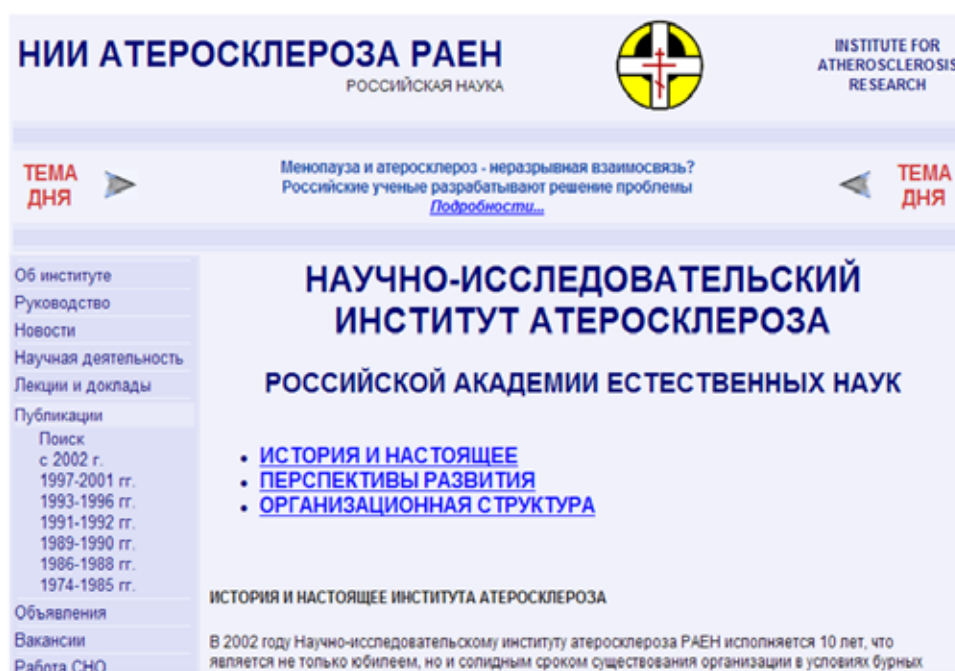 НИИ АТЕРОСКЛЕРОЗА РАЕН
РОССИЙСКАЯ НАУКА
INSTITUTE FOR
ATHEROSCLEROSIS
RESEARCH
ТЕМА
ДНЯ
Менопауза и атеросклероз - неразрывная взаимосвязь?
Российские ученые разрабатывают решение проблемы
Подробности...
ТЕМА
ДНЯ
Об институте
Руководство
Новости
Научная деятельность
Лекции и доклады
Публикации
Поиск
с 2002 г.
1997-2001 гг.
1993-1996 гг.
1991-1992 гг.
1989-1990 гг.
1986-1988 гг.
1974-1985 гг.
Объявления
Вакансии
Работа СНО
НАУЧНО-ИССЛЕДОВАТЕЛЬСКИЙ
ИНСТИТУТ АТЕРОСКЛЕРОЗА
РОССИЙСКОЙ АКАДЕМИИ ЕСТЕСТВЕННЫХ НАУК
• ИСТОРИЯ И НАСТОЯЩЕЕ
• ПЕРСПЕКТИВЫ РАЗВИТИЯ
• ОРГАНИЗАЦИОННАЯ СТРУКТУРА
ИСТОРИЯ И НАСТОЯЩЕЕ ИНСТИТУТА АТЕРОСКЛЕРОЗА
В 2002 году Научно-исследовательскому институту атеросклероза РАЕН исполняется 10 лет, что
является не только юбилеем, но и солидным сроком существования организации в условиях бурных